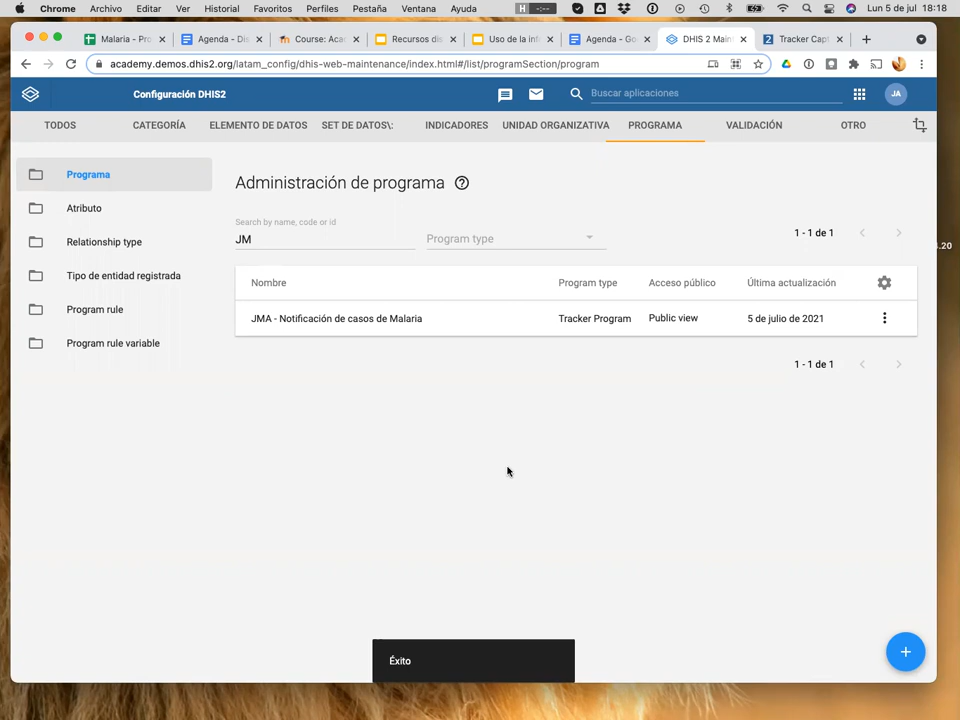 Chrome Archivo Editar Ver Historial Favoritos Perfiles Pestaña Ventana Ayuda H --:-- Lun 5 de jul 18:18
Malaria - Pro Agenda - Dis Course: Aca Recursos dis Uso de la inf Agenda - Go DHIS 2 Main Tracker Capt
academy.demos.dhis2.org/latam_config/dhis-web-maintenance/index.html#/list/programSection/program
Configuración DHIS2 Buscar aplicaciones JA
TODOS CATEGORÍA ELEMENTO DE DATOS SET DE DATOS\: INDICADORES UNIDAD ORGANIZATIVA PROGRAMA VALIDACIÓN OTRO
Programa
Atributo
Relationship type
Tipo de entidad registrada
Program rule
Program rule variable
Administración de programa
Search by name, code or id
JM Program type 1 - 1 de 1
Nombre Program type Acceso público Última actualización
JMA - Notificación de casos de Malaria Tracker Program Public view 5 de julio de 2021
1 - 1 de 1
Éxito
3.20